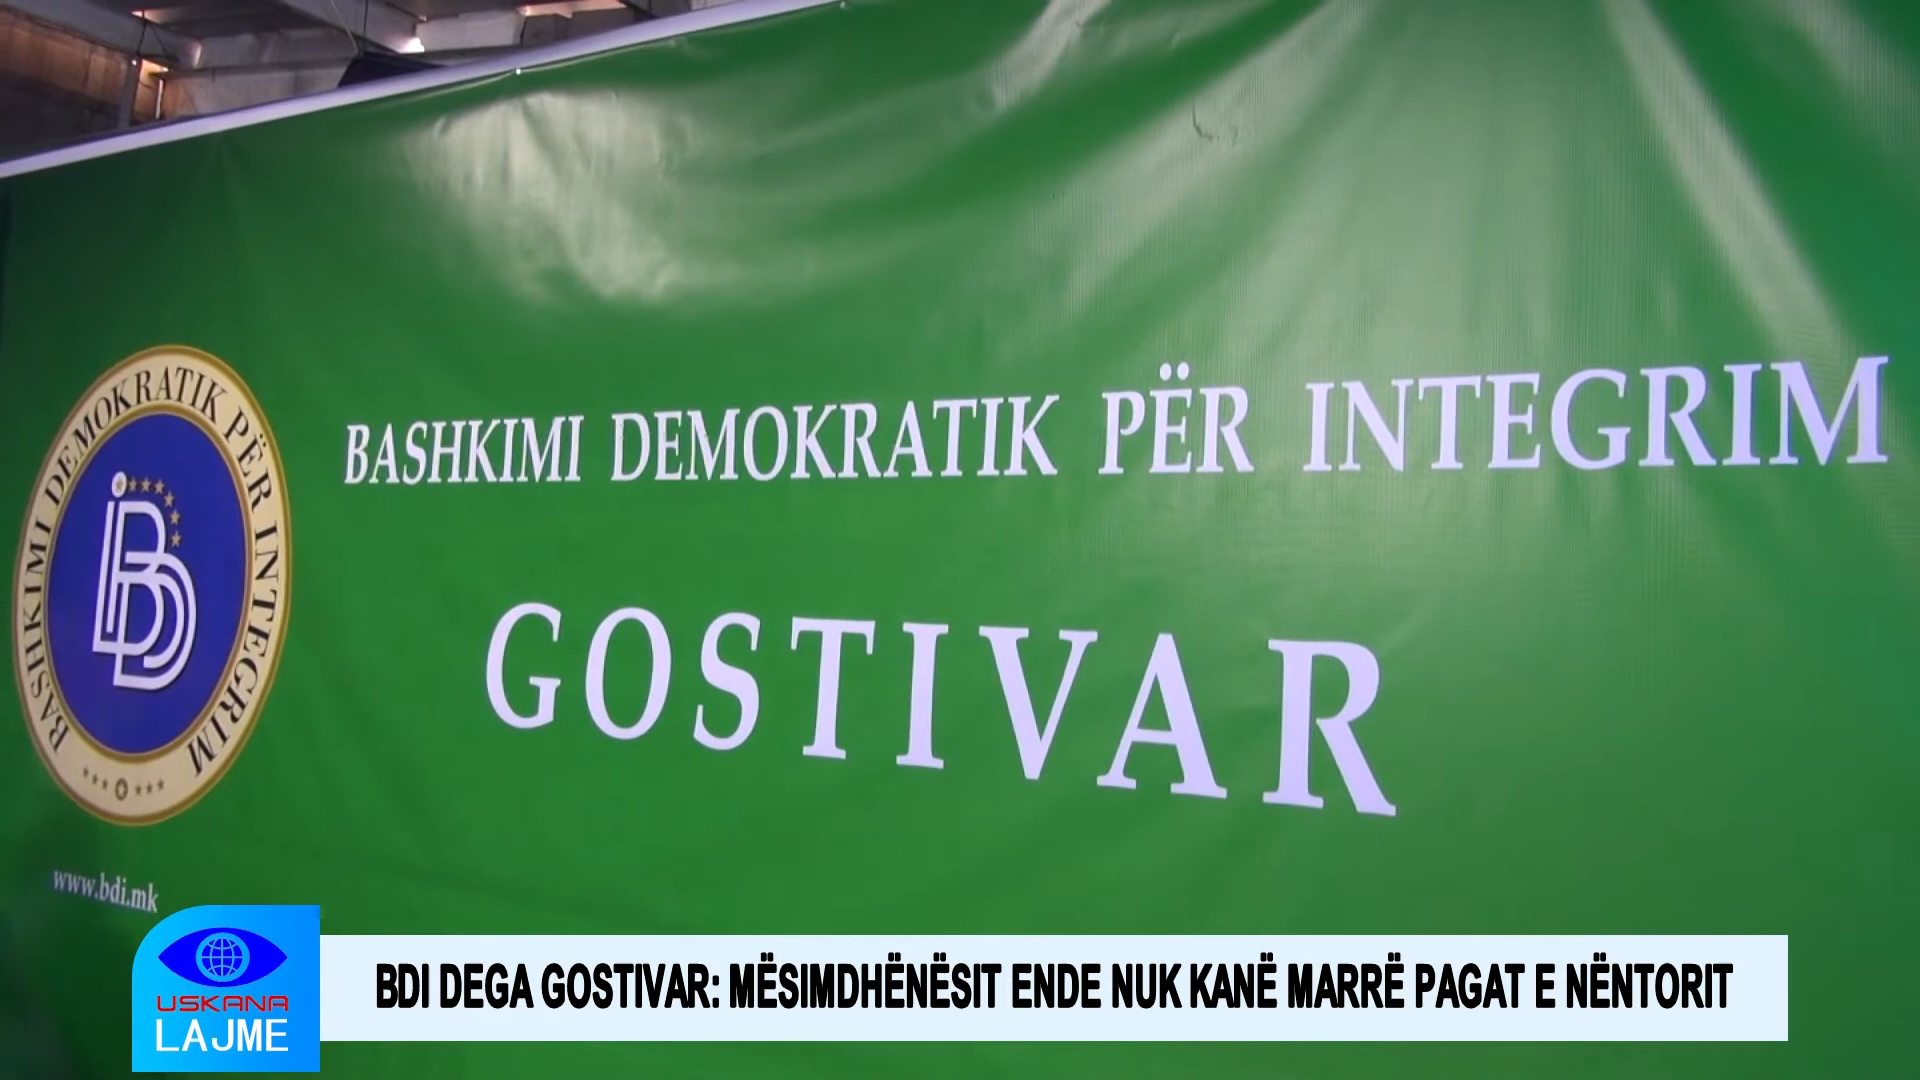 BASHKIMI DEMOKRATIK PËR INTEGRIM
GOSTIVAR
BASHKIMI DEMOKRATIK PËR INTEGRIM
BDI
www.bdi.mk
USKANA
LAJME
BDI DEGA GOSTIVAR: MËSIMDHËNËSIT ENDE NUK KANË MARRË PAGAT E NËNTORIT